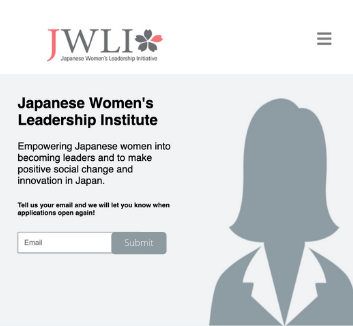 JWLI
Japanese Women's Leadership Initiative
Japanese Women's
Leadership Institute
Empowering Japanese women into
becoming leaders and to make
positive social change and
innovation in Japan.
Tell us your email and we will let you know when
applications open again!
Email Submit